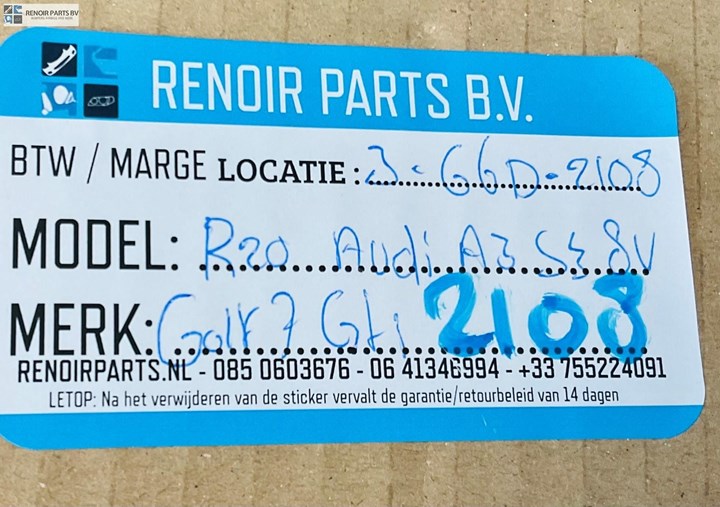 RENOIR PARTS BV
RENOIR PARTS B.V.
BTW / MARGE LOCATIE: 3-G6D-2108
MODEL: R20 Audi A3 S3 8V
MERK: Golf 7 Gti 2108
RENOIRPARTS.NL - 085 0603676 - 06 41346994 - +33 755224091
LETOP: Na het verwijderen van de sticker vervalt de garantie/retourbeleid van 14 dagen